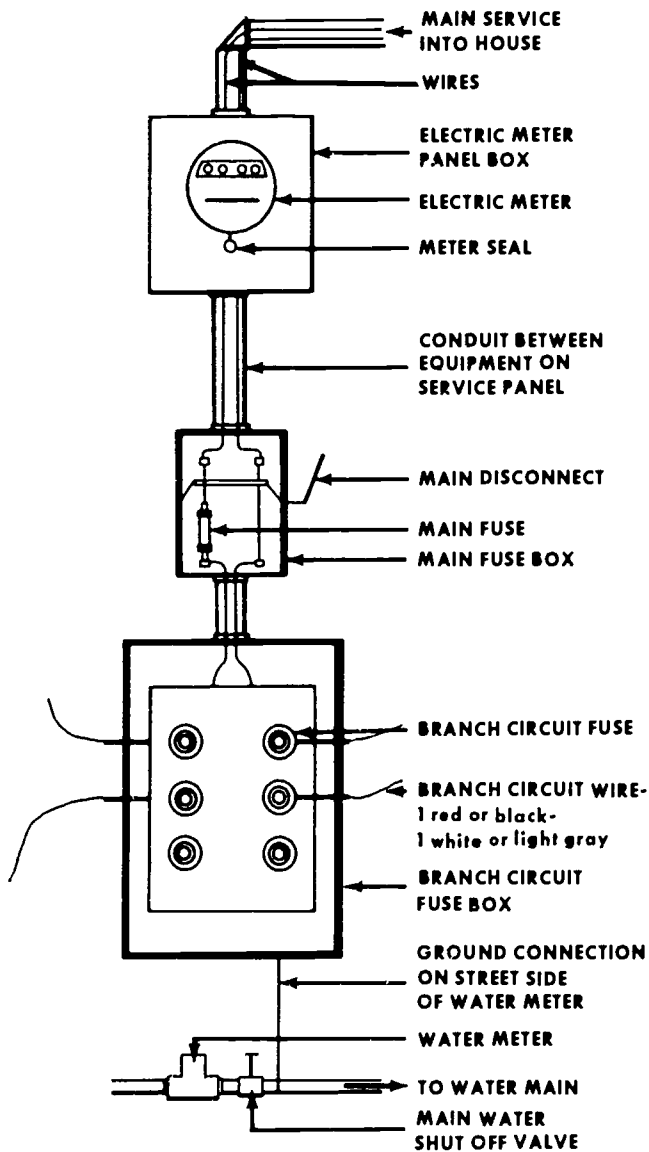 MAIN SERVICE
INTO HOUSE
WIRES
ELECTRIC METER
PANEL BOX
ELECTRIC METER
METER SEAL
CONDUIT BETWEEN
EQUIPMENT ON
SERVICE PANEL
MAIN DISCONNECT
MAIN FUSE
MAIN FUSE BOX
BRANCH CIRCUIT FUSE
BRANCH CIRCUIT WIRE-
1 red or black-
1 white or light gray
BRANCH CIRCUIT
FUSE BOX
GROUND CONNECTION
ON STREET SIDE
OF WATER METER
WATER METER
TO WATER MAIN
MAIN WATER
SHUT OFF VALVE